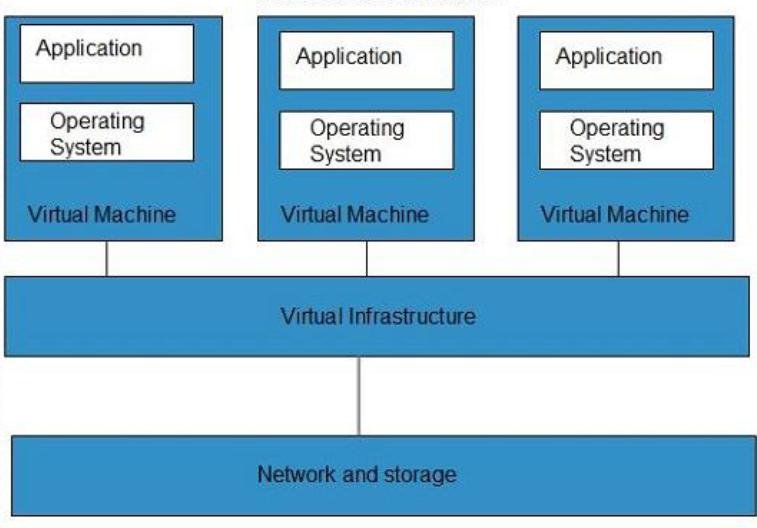 Application
Operating
System
Virtual Machine
Application
Operating
System
Virtual Machine
Application
Operating
System
Virtual Machine
Virtual Infrastructure
Network and storage